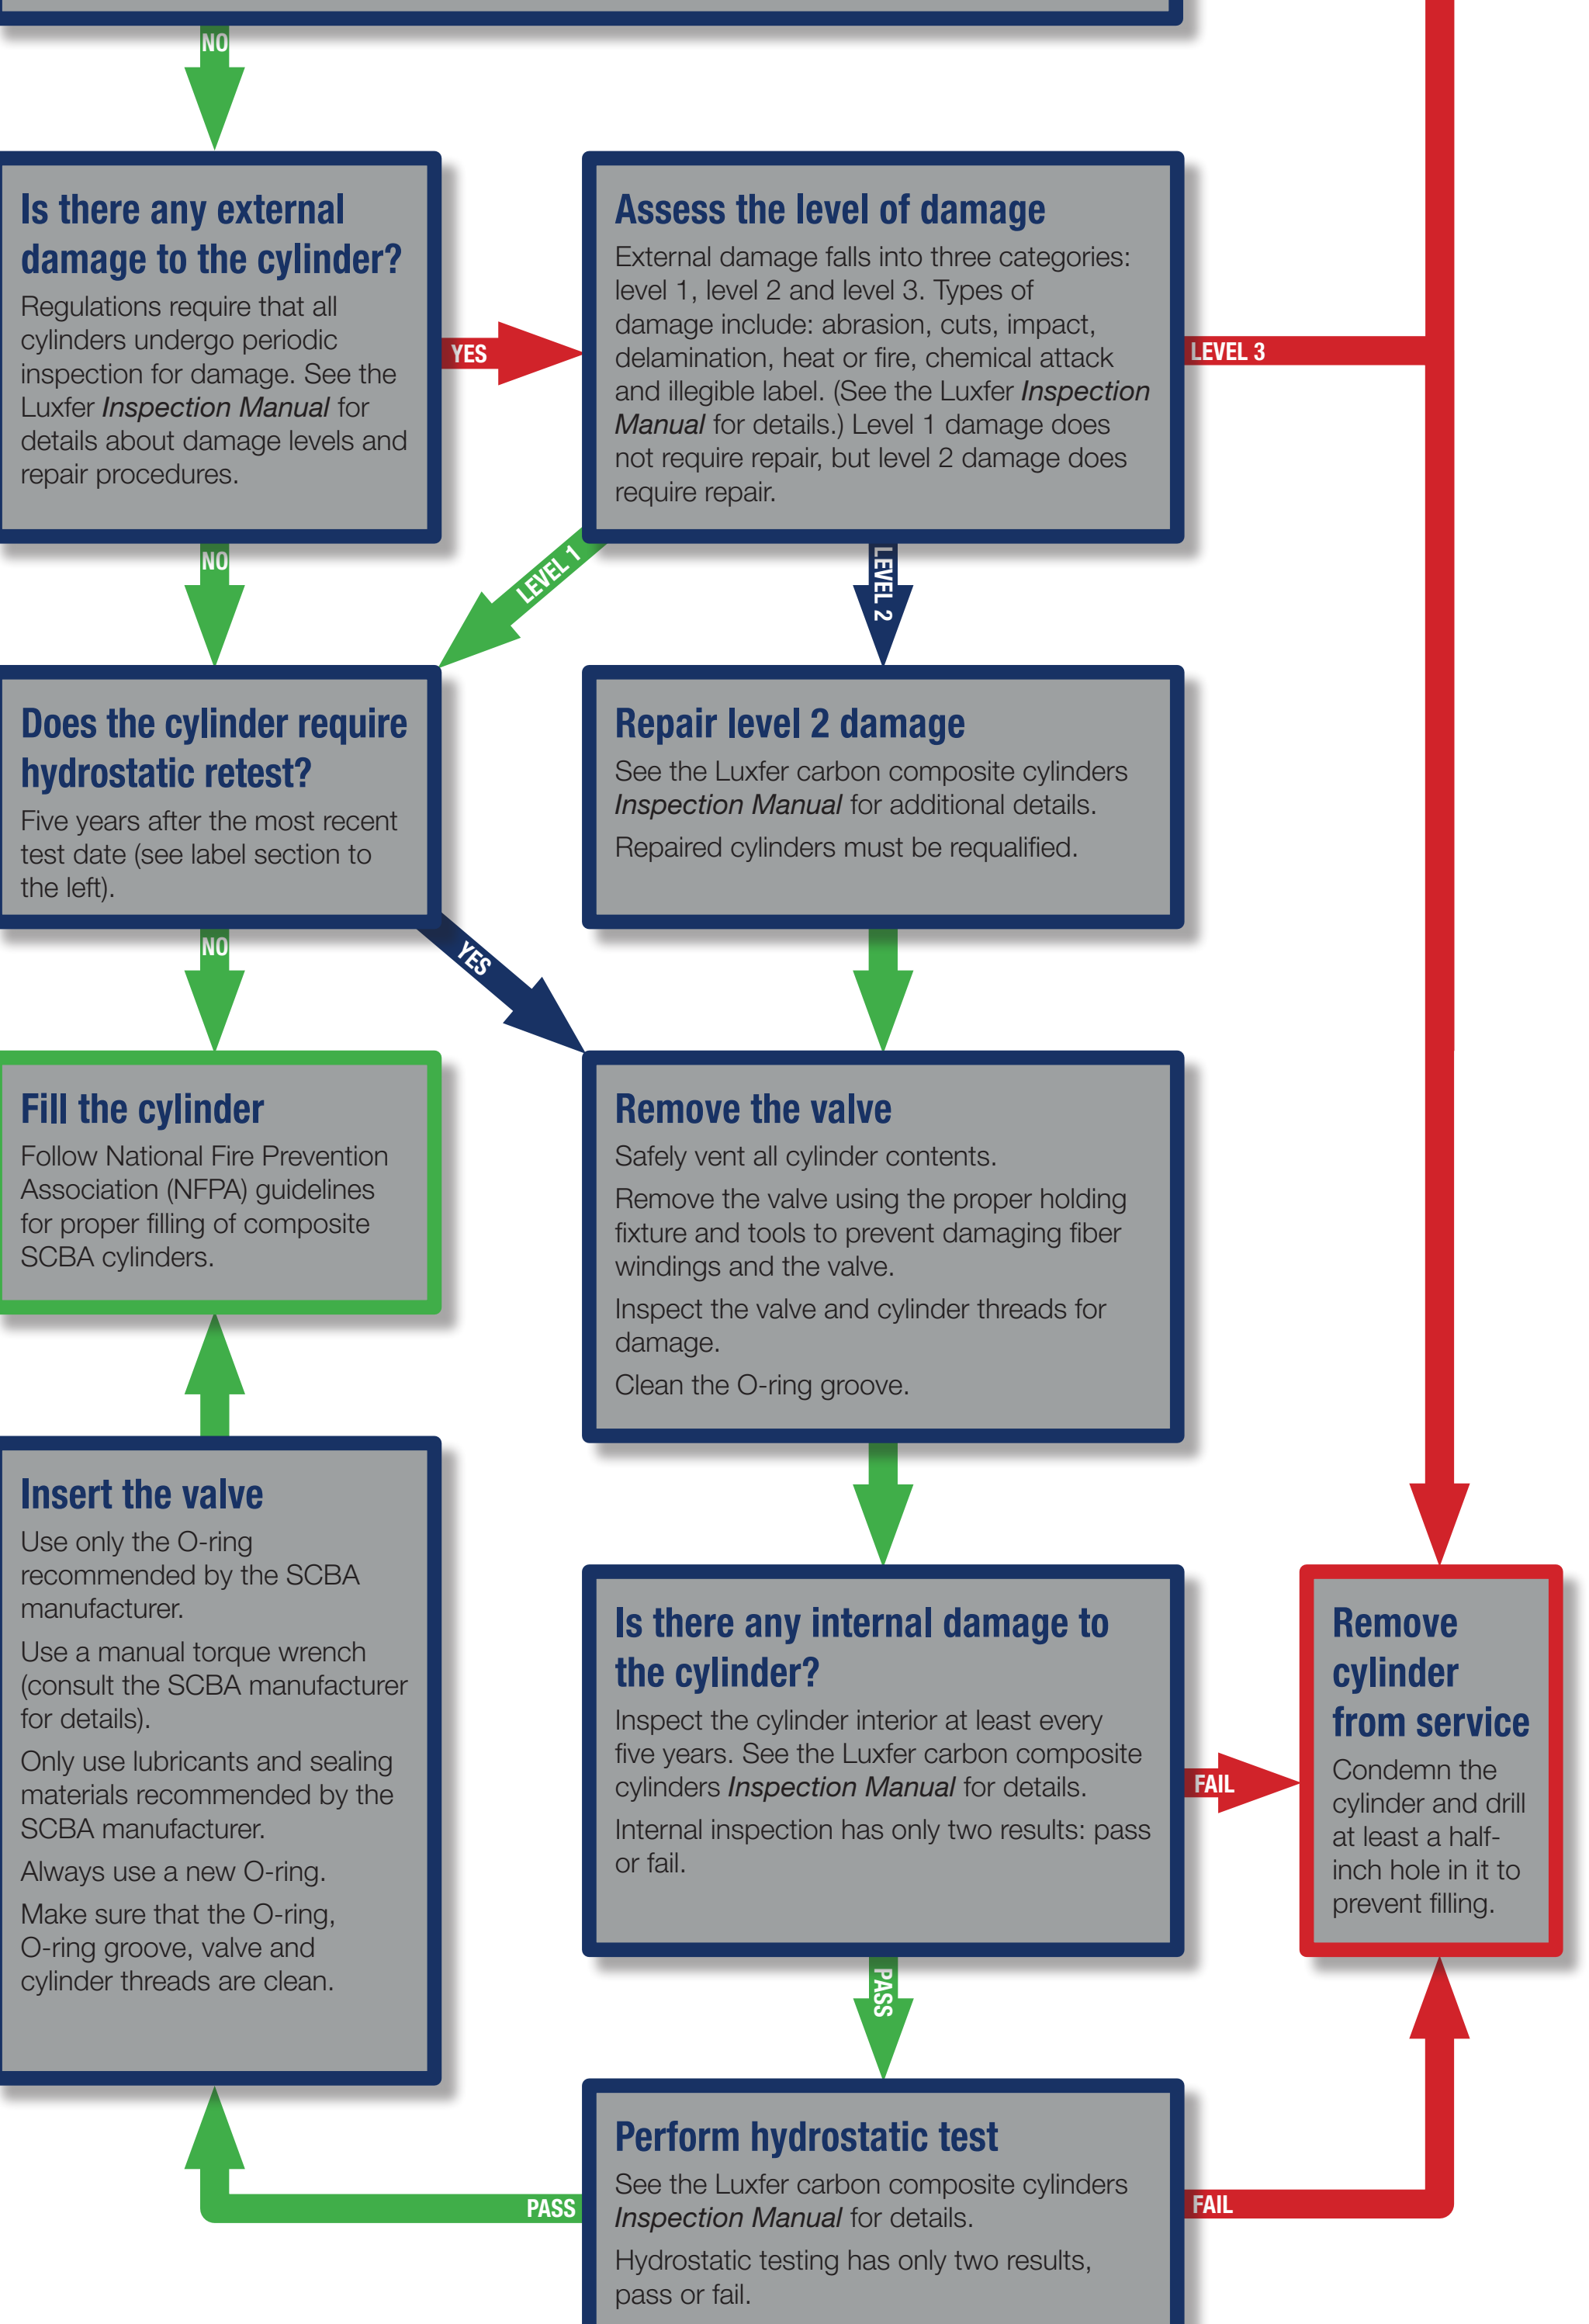 NO
Is there any external
damage to the cylinder?
Regulations require that all
cylinders undergo periodic
inspection for damage. See the
Luxfer Inspection Manual for
details about damage levels and
repair procedures.
YES
Assess the level of damage
External damage falls into three categories:
level 1, level 2 and level 3. Types of
damage include: abrasion, cuts, impact,
delamination, heat or fire, chemical attack
and illegible label. (See the Luxfer Inspection
Manual for details.) Level 1 damage does
not require repair, but level 2 damage does
require repair.
LEVEL 3
NO
LEVEL 1
LEVEL 2
Does the cylinder require
hydrostatic retest?
Five years after the most recent
test date (see label section to
the left).
Repair level 2 damage
See the Luxfer carbon composite cylinders
Inspection Manual for additional details.
Repaired cylinders must be requalified.
NO
YES
Fill the cylinder
Follow National Fire Prevention
Association (NFPA) guidelines
for proper filling of composite
SCBA cylinders.
Remove the valve
Safely vent all cylinder contents.
Remove the valve using the proper holding
fixture and tools to prevent damaging fiber
windings and the valve.
Inspect the valve and cylinder threads for
damage.
Clean the O-ring groove.
Insert the valve
Use only the O-ring
recommended by the SCBA
manufacturer.
Use a manual torque wrench
(consult the SCBA manufacturer
for details).
Only use lubricants and sealing
materials recommended by the
SCBA manufacturer.
Always use a new O-ring.
Make sure that the O-ring,
O-ring groove, valve and
cylinder threads are clean.
Is there any internal damage to
the cylinder?
Inspect the cylinder interior at least every
five years. See the Luxfer carbon composite
cylinders Inspection Manual for details.
Internal inspection has only two results: pass
or fail.
FAIL
Remove
cylinder
from service
Condemn the
cylinder and drill
at least a half-
inch hole in it to
prevent filling.
PASS
Perform hydrostatic test
See the Luxfer carbon composite cylinders
Inspection Manual for details.
Hydrostatic testing has only two results,
pass or fail.
PASS
FAIL